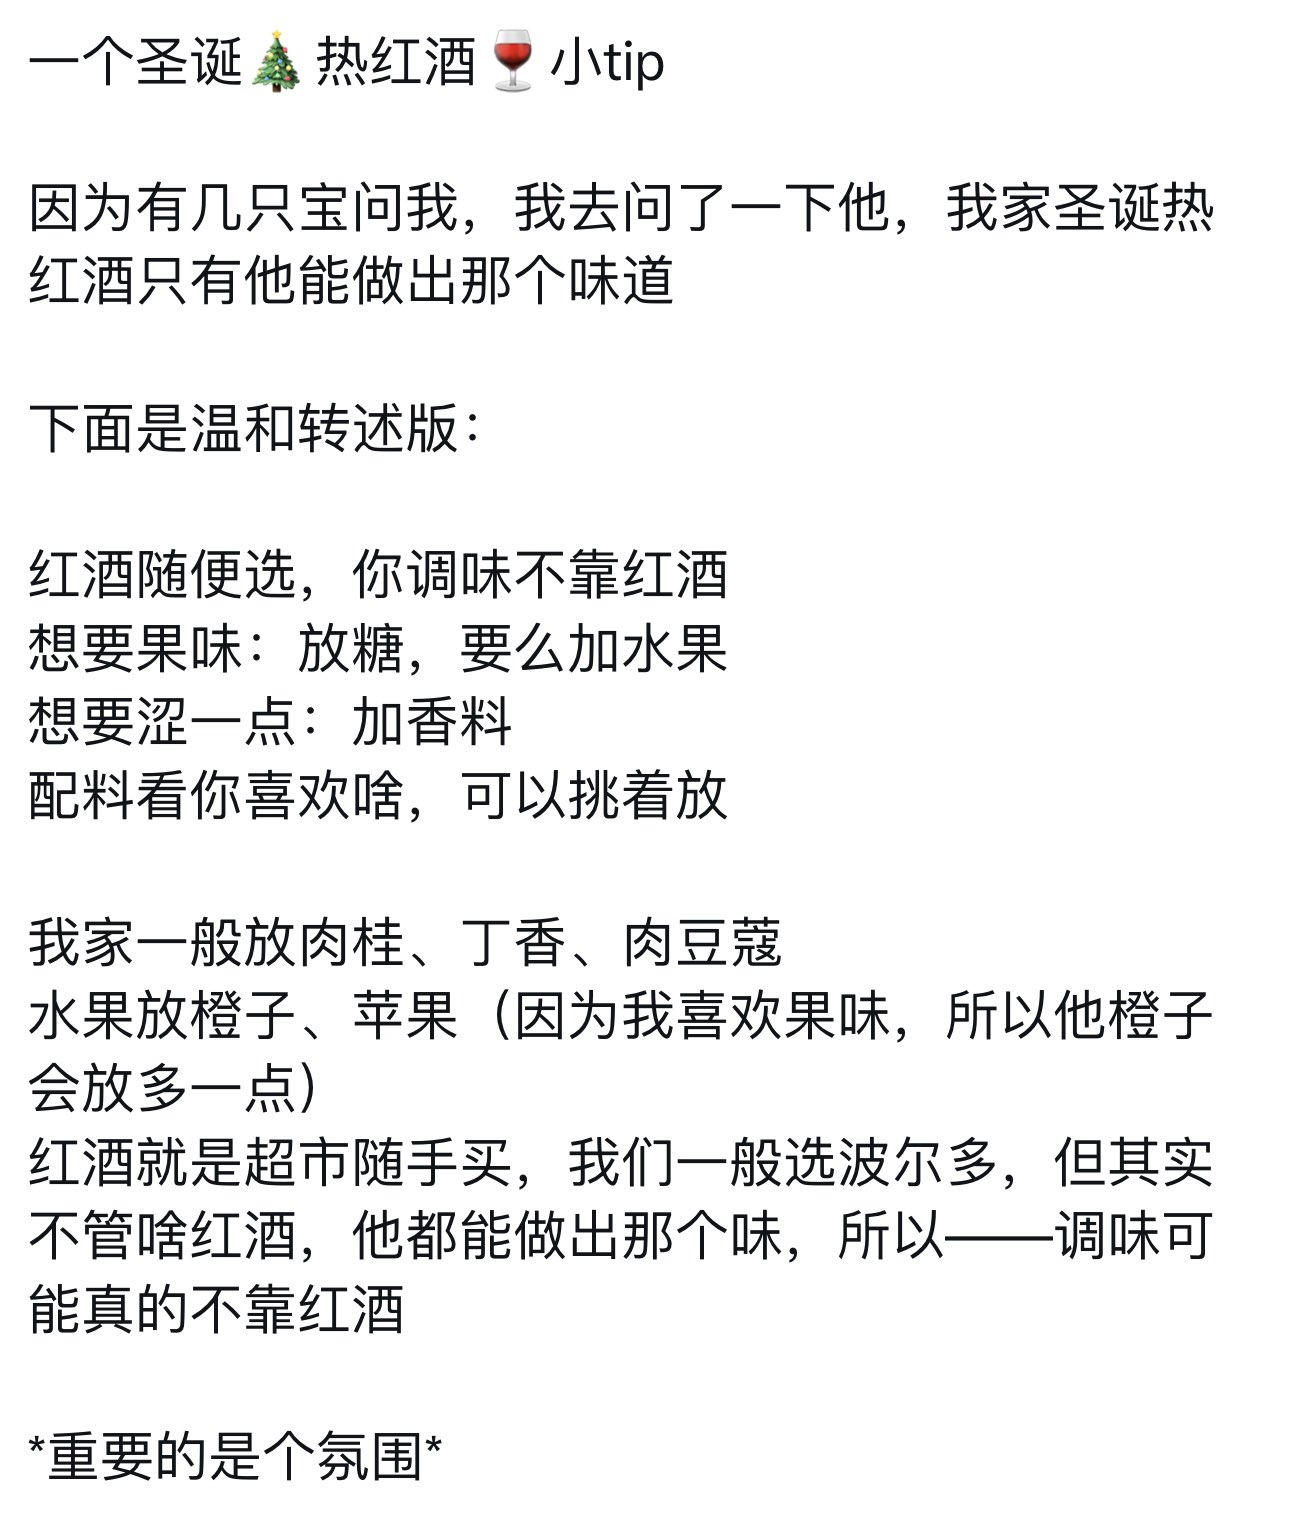 一个圣诞🎄热红酒🍷小tip
因为有几只宝问我，我去问了一下他，我家圣诞热
红酒只有他能做出那个味道
下面是温和转述版：
红酒随便选，你调味不靠红酒
想要果味：放糖，要么加水果
想要涩一点：加香料
配料看你喜欢啥，可以挑着放
我家一般放肉桂、丁香、肉豆蔻
水果放橙子、苹果（因为我喜欢果味，所以他橙子
会放多一点）
红酒就是超市随手买，我们一般选波尔多，但其实
不管啥红酒，他都能做出那个味，所以——调味可
能真的不靠红酒
*重要的是个氛围*